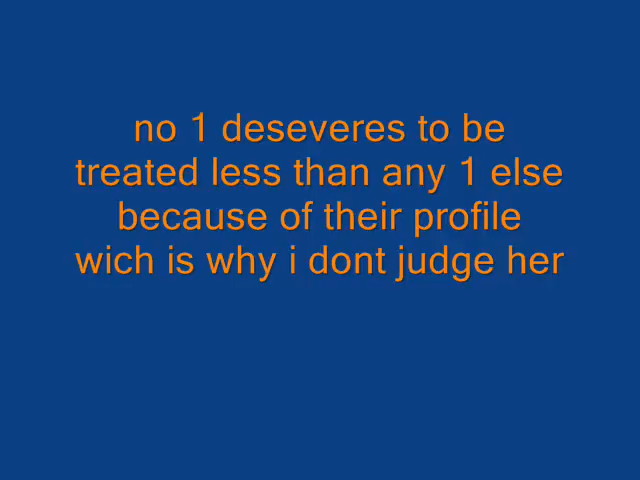 no 1 deseveres to be
treated less than any 1 else
because of their profile
wich is why i dont judge her